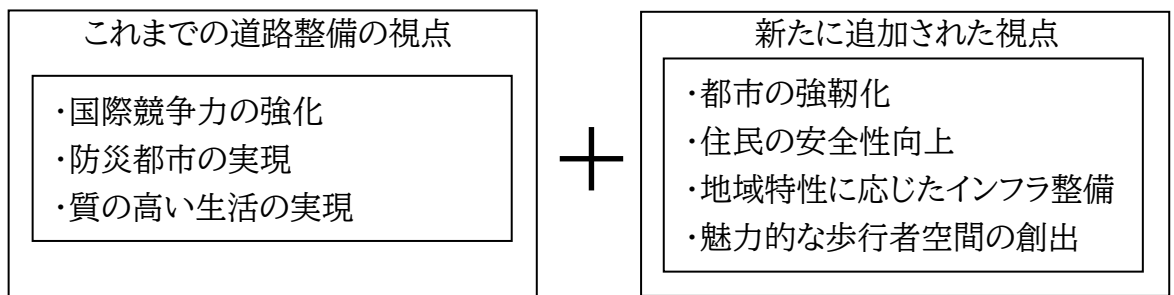 これまでの道路整備の視点
・国際競争力の強化
・防災都市の実現
・質の高い生活の実現
＋
新たに追加された視点
・都市の強靭化
・住民の安全性向上
・地域特性に応じたインフラ整備
・魅力的な歩行者空間の創出